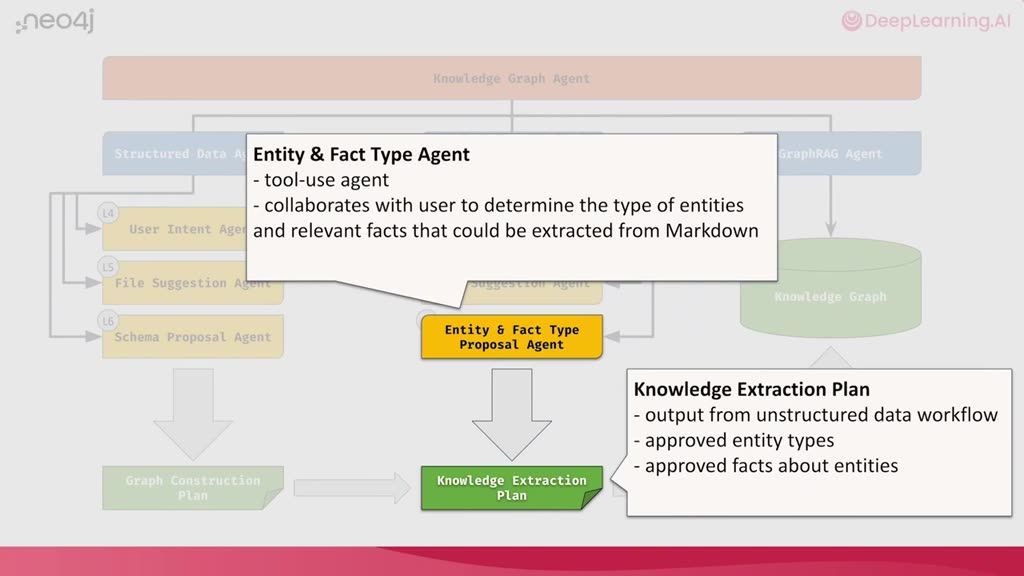 neo4j
DeepLearning.AI
Knowledge Graph Agent
Structured Data Ag
GraphRAG Agent
Entity & Fact Type Agent
- tool-use agent
- collaborates with user to determine the type of entities
and relevant facts that could be extracted from Markdown
L4
User Intent Agen
L5
File Suggestion Agent
Suggestion Agent
Knowledge Graph
L6
Schema Proposal Agent
Entity & Fact Type
Proposal Agent
Knowledge Extraction Plan
- output from unstructured data workflow
- approved entity types
- approved facts about entities
Graph Construction
Plan
Knowledge Extraction
Plan